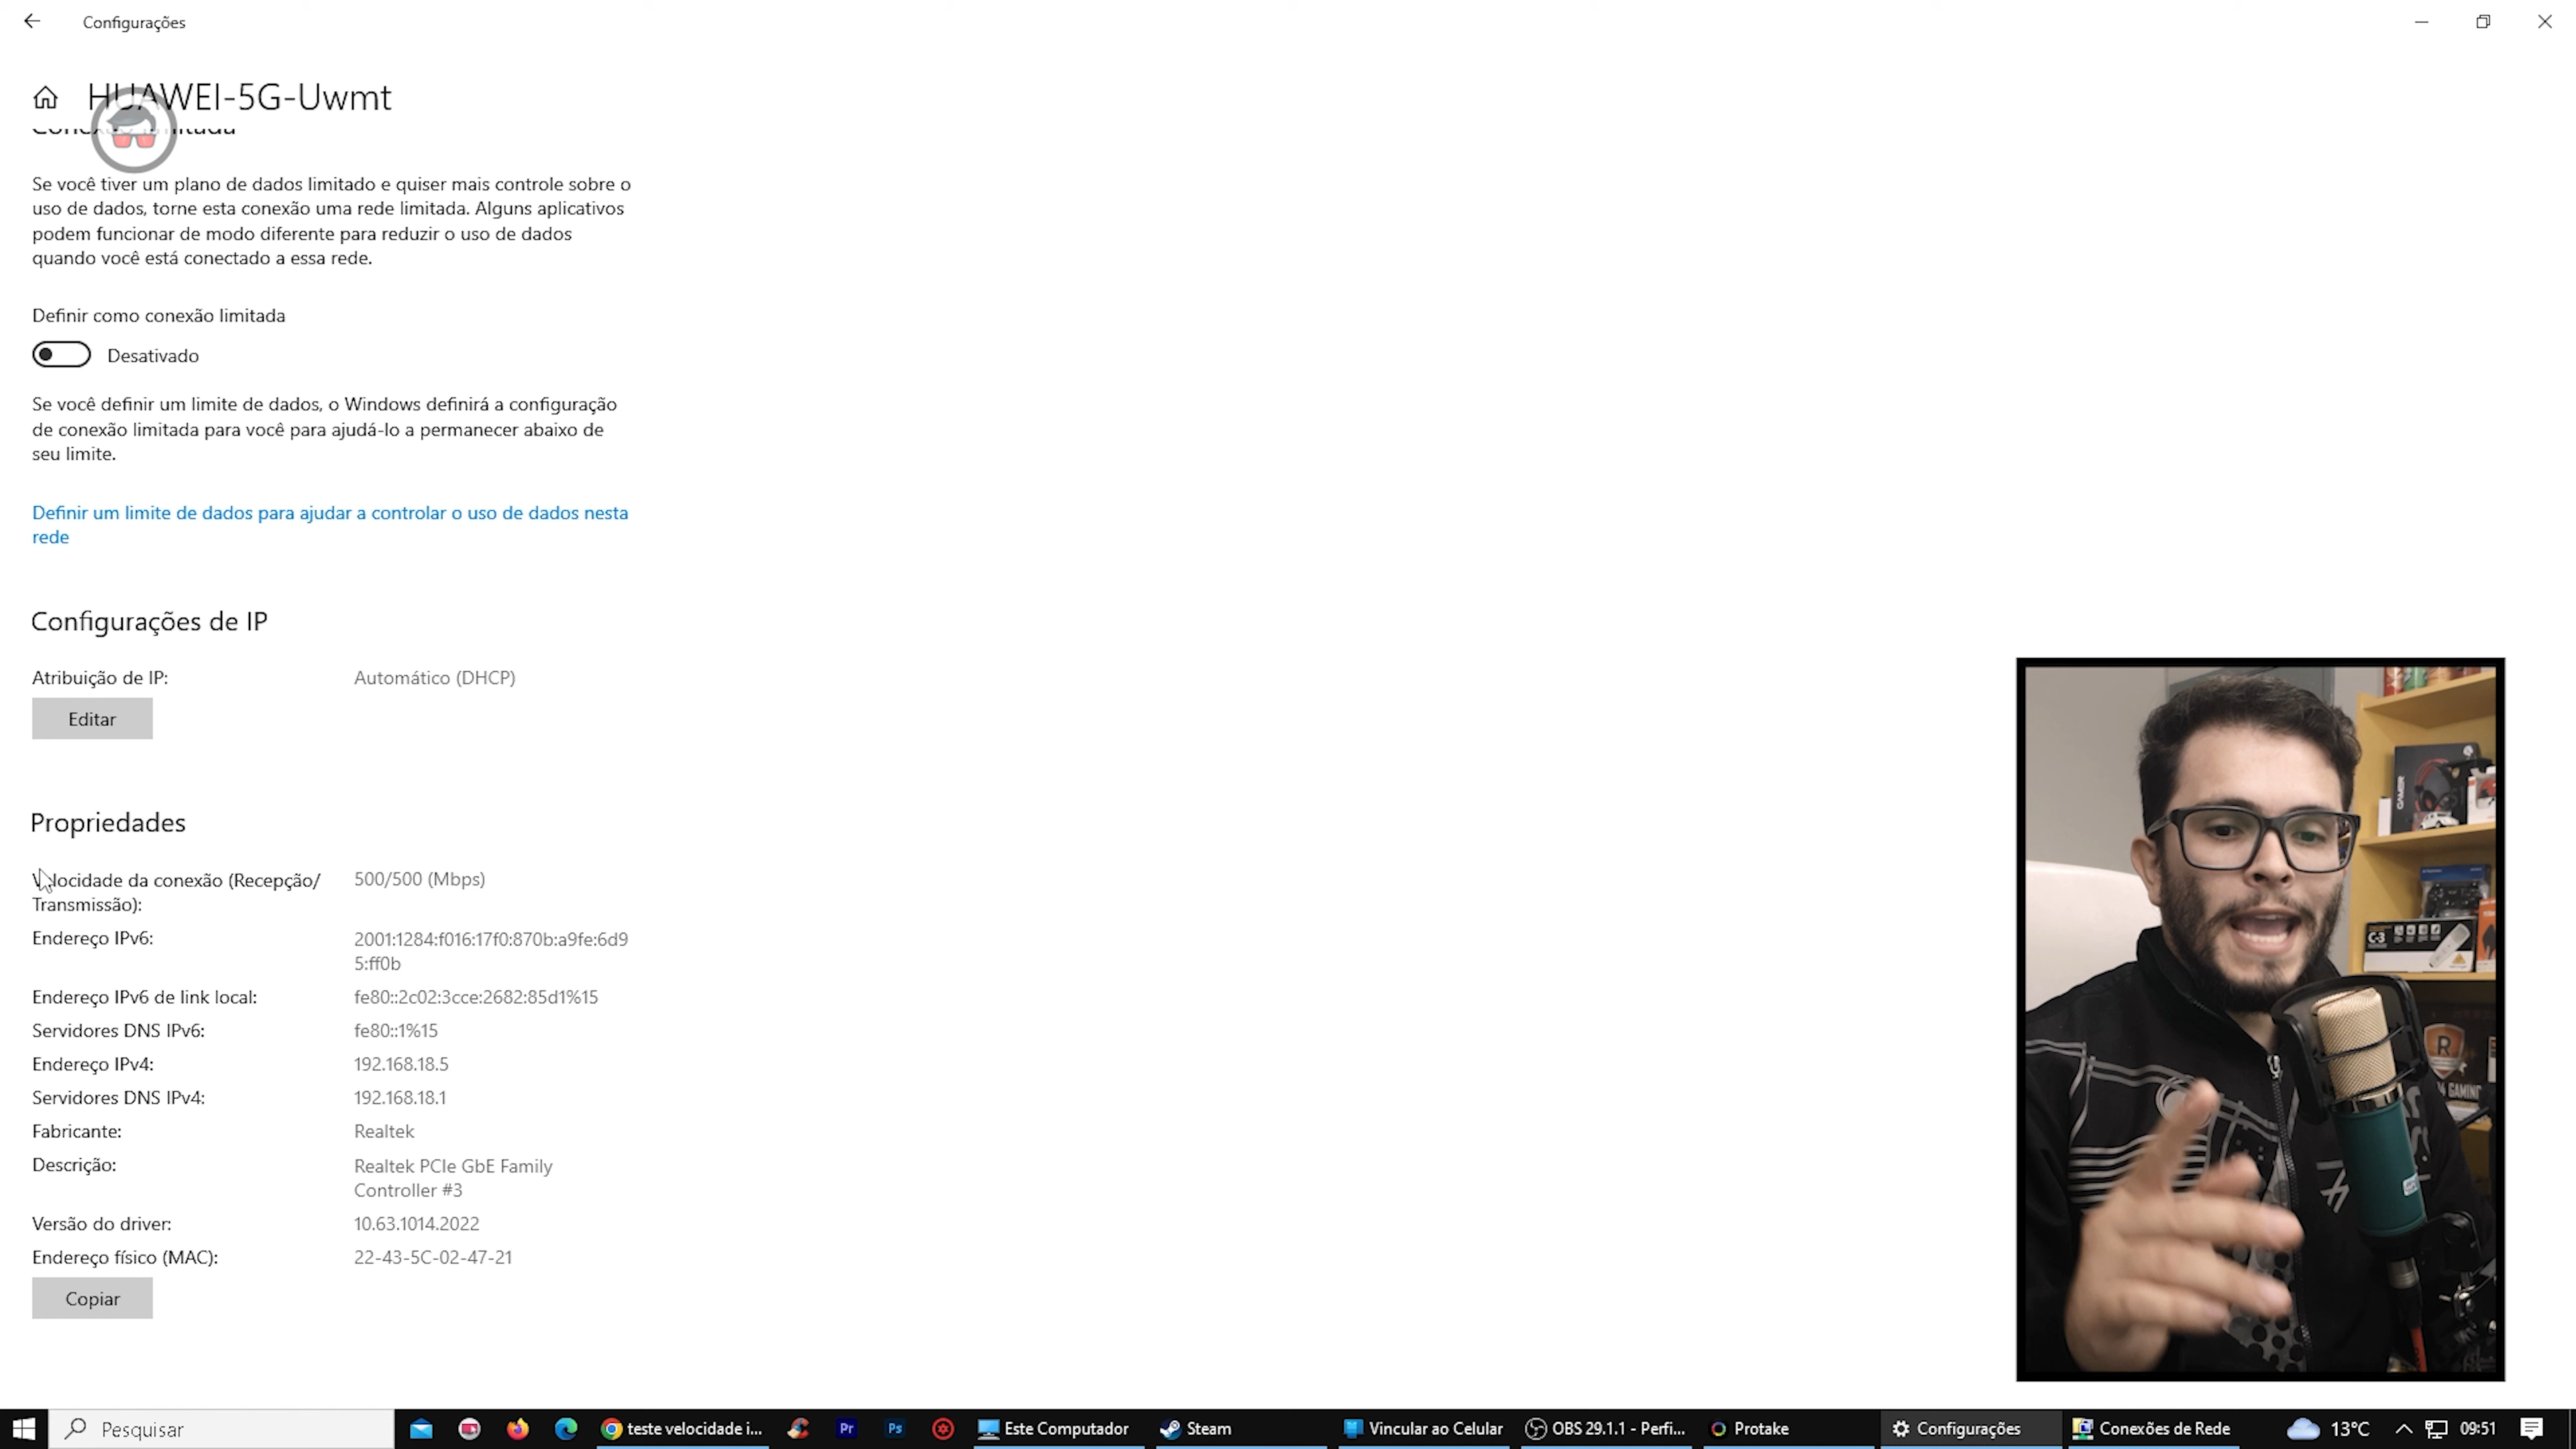 Configurações
HUAWEI-5G-Uwmt
Conexão limitada
Se você tiver um plano de dados limitado e quiser mais controle sobre o
uso de dados, torne esta conexão uma rede limitada. Alguns aplicativos
podem funcionar de modo diferente para reduzir o uso de dados
quando você está conectado a essa rede.
Definir como conexão limitada
Desativado
Se você definir um limite de dados, o Windows definirá a configuração
de conexão limitada para você para ajudá-lo a permanecer abaixo de
seu limite.
Definir um limite de dados para ajudar a controlar o uso de dados nesta
rede
Configurações de IP
Atribuição de IP: Automático (DHCP)
Editar
Propriedades
Velocidade da conexão (Recepção/ 500/500 (Mbps)
Transmissão):
Endereço IPv6: 2001:1284:f016:17f0:870b:a9fe:6d9
5:ff0b
Endereço IPv6 de link local: fe80::2c02:3cce:2682:85d1%15
Servidores DNS IPv6: fe80::1%15
Endereço IPv4: 192.168.18.5
Servidores DNS IPv4: 192.168.18.1
Fabricante: Realtek
Descrição: Realtek PCIe GbE Family
Controller #3
Versão do driver: 10.63.1014.2022
Endereço físico (MAC): 22-43-5C-02-47-21
Copiar
GAMER
C-3
R
GAMING
Pesquisar
teste velocidade i...
Pr
Ps
Este Computador
Steam
Vincular ao Celular
OBS 29.1.1 - Perfi...
Protake
Configurações
Conexões de Rede
13°C
09:51